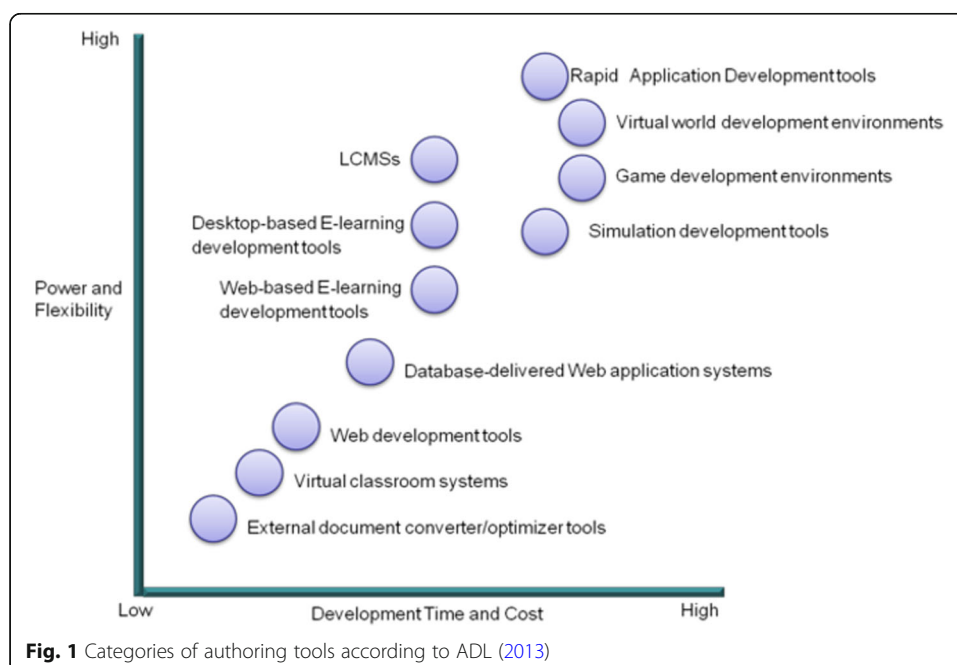 High
Rapid Application Development tools
Virtual world development environments
LCMSs
Game development environments
Desktop-based E-learning
development tools
Simulation development tools
Power and
Flexibility
Web-based E-learning
development tools
Database-delivered Web application systems
Web development tools
Virtual classroom systems
External document converter/optimizer tools
Low
Development Time and Cost
High
Fig. 1 Categories of authoring tools according to ADL (2013)